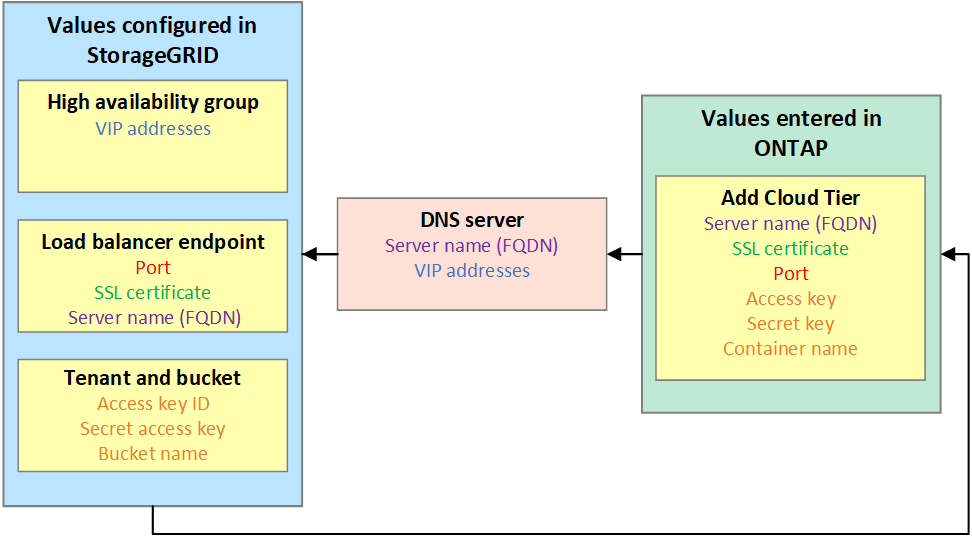 Values configured in
StorageGRID
High availability group
VIP addresses
Load balancer endpoint
Port
SSL certificate
Server name (FQDN)
Tenant and bucket
Access key ID
Secret access key
Bucket name
DNS server
Server name (FQDN)
VIP addresses
Values entered in
ONTAP
Add Cloud Tier
Server name (FQDN)
SSL certificate
Port
Access key
Secret key
Container name